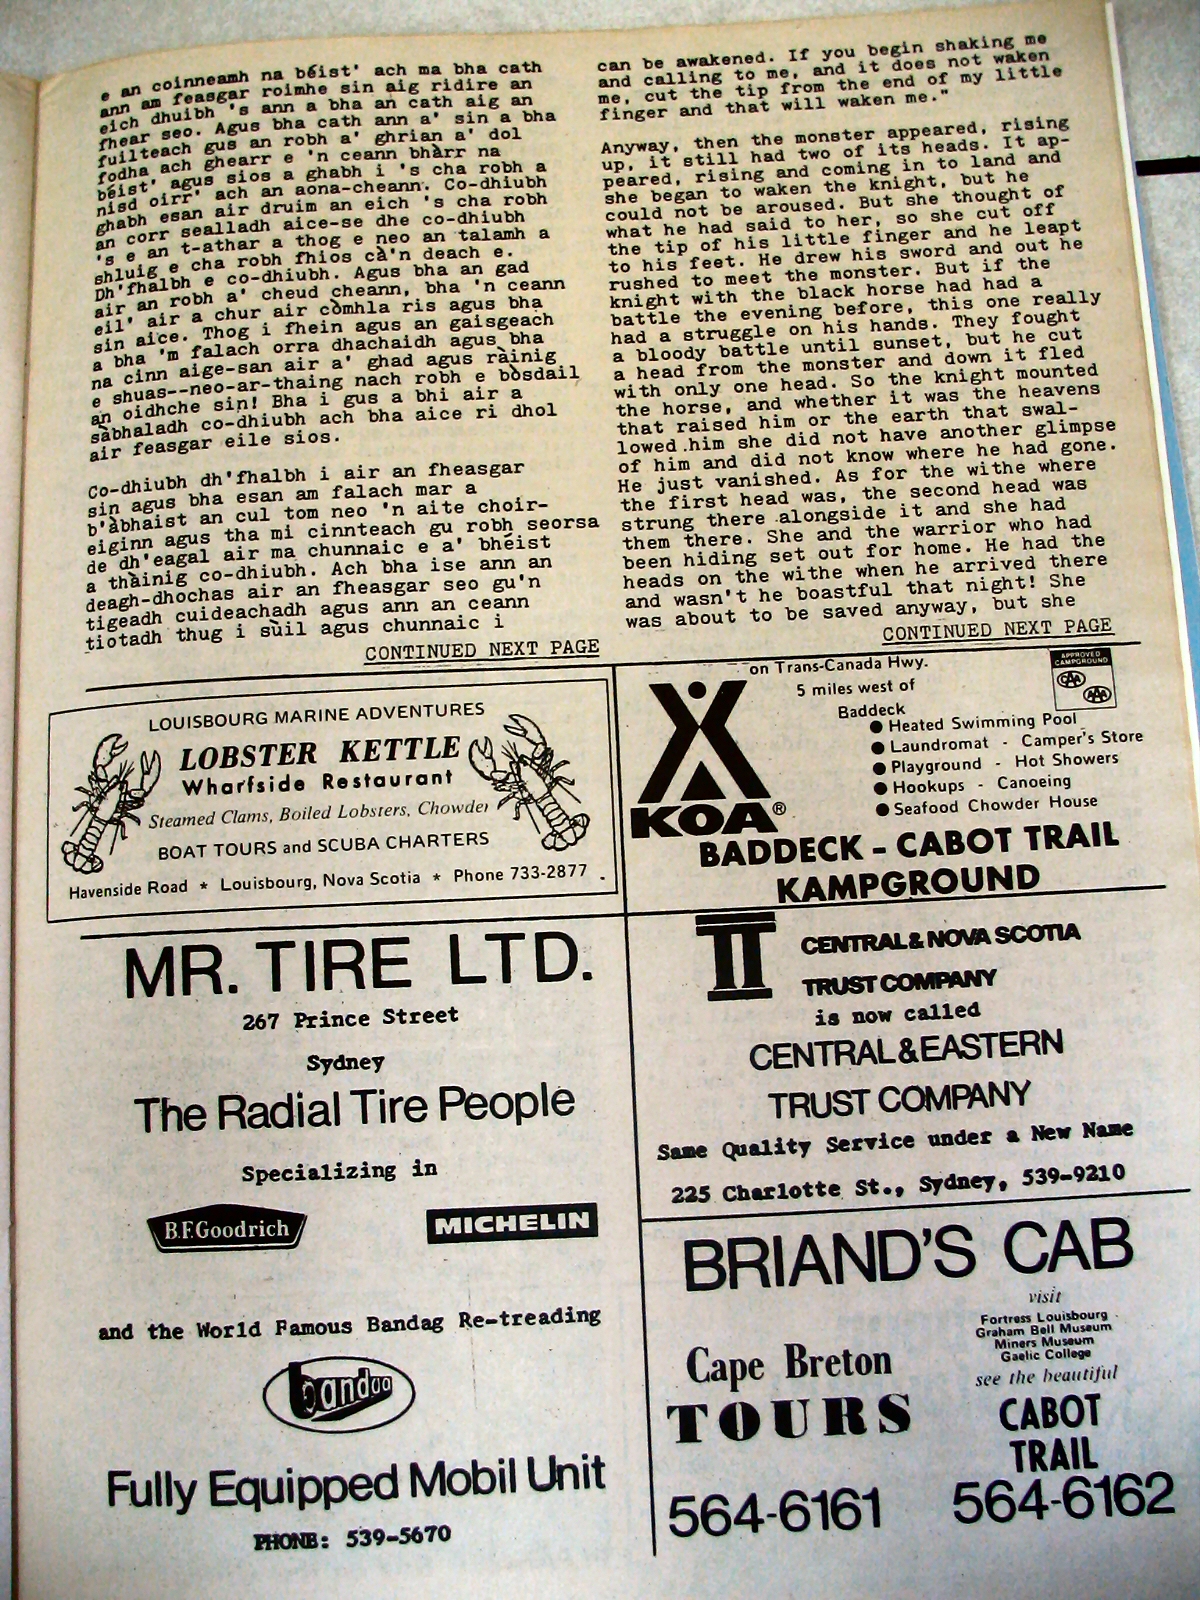 e an coinneamh na béist' ach ma bha cath
ann am feasgar roimhe sin aig ridire an
eich dhuibh 's ann a bha an cath aig an
fhear seo. Agus bha cath ann a' sin a bha
fuilteach gus an robh a' ghrian a' dol
fodha ach ghearr e 'n ceann bhàrr na
béist' agus sios a ghabh i 's cha robh a
nisd oirr' ach an aona-cheann. Co-dhiubh
ghabh esan air druim an eich 's cha robh
an corr sealladh aice-se dhe co-dhiubh
's e an t-athar a thog e neo an talamh a
shluig e cha robh fhios cà'n deach e.
Dh'fhalbh e co-dhiubh. Agus bha an gad
air an robh a' cheud cheann, bha 'n ceann
eil' air a chur air còmhla ris agus bha
sin aice. Thog i fhein agus an gaisgeach
a bha 'm falach orra dhachaidh agus bha
na cinn aige-san air a' ghad agus ràinig
e shuas--neo-ar-thaing nach robh e bòsdail
an oidhche sin! Bha i gus a bhi air a
sàbhaladh co-dhiubh ach bha aice ri dhol
air feasgar eile sios.
Co-dhiubh dh'fhalbh i air an fheasgar
sin agus bha esan am falach mar a
b'àbhaist an cul tom neo 'n aite choir-
eiginn agus tha mi cinnteach gu robh seorsa
de dh'eagal air ma chunnaic e a' bhéist
a thàinig co-dhiubh. Ach bha ise ann an
deagh-dhochas air an fheasgar seo gu'n
tigeadh cuideachadh agus ann an ceann
tiotadh thug i sùil agus chunnaic i
CONTINUED NEXT PAGE
can be awakened. If you begin shaking me
and calling to me, and it does not waken
me, cut the tip from the end of my little
finger and that will waken me."
Anyway, then the monster appeared, rising
up, it still had two of its heads. It ap-
peared, rising and coming in to land and
she began to waken the knight, but he
could not be aroused. But she thought of
what he had said to her, so she cut off
the tip of his little finger and he leapt
to his feet. He drew his sword and out he
rushed to meet the monster. But if the
knight with the black horse had had a
battle the evening before, this one really
had a struggle on his hands. They fought
a bloody battle until sunset, but he cut
a head from the monster and down it fled
with only one head. So the knight mounted
the horse, and whether it was the heavens
that raised him or the earth that swal-
lowed him she did not have another glimpse
of him and did not know where he had gone.
He just vanished. As for the withe where
the first head was, the second head was
strung there alongside it and she had
them there. She and the warrior who had
been hiding set out for home. He had the
heads on the withe when he arrived there
and wasn't he boastful that night! She
was about to be saved anyway, but she
CONTINUED NEXT PAGE
LOUISBOURG MARINE ADVENTURES
LOBSTER KETTLE
Wharfside Restaurant
Steamed Clams, Boiled Lobsters, Chowder
BOAT TOURS and SCUBA CHARTERS
Havenside Road * Louisbourg, Nova Scotia * Phone 733-2877
on Trans-Canada Hwy.
5 miles west of
Baddeck
APPROVED
CAMPGROUND
CAA
AAA
● Heated Swimming Pool
● Laundromat - Camper's Store
● Playground - Hot Showers
● Hookups - Canoeing
● Seafood Chowder House
KOA®
BADDECK - CABOT TRAIL
KAMPGROUND
MR. TIRE LTD.
267 Prince Street
Sydney
The Radial Tire People
Specializing in
B.F.Goodrich
MICHELIN
and the World Famous Bandag Re-treading
bandag
Fully Equipped Mobil Unit
PHONE: 539-5670
CENTRAL & NOVA SCOTIA
TRUST COMPANY
is now called
CENTRAL & EASTERN
TRUST COMPANY
Same Quality Service under a New Name
225 Charlotte St., Sydney, 539-9210
BRIAND'S CAB
Cape Breton
TOURS
564-6161
visit
Fortress Louisbourg
Graham Bell Museum
Miners Museum
Gaelic College
see the beautiful
CABOT
TRAIL
564-6162